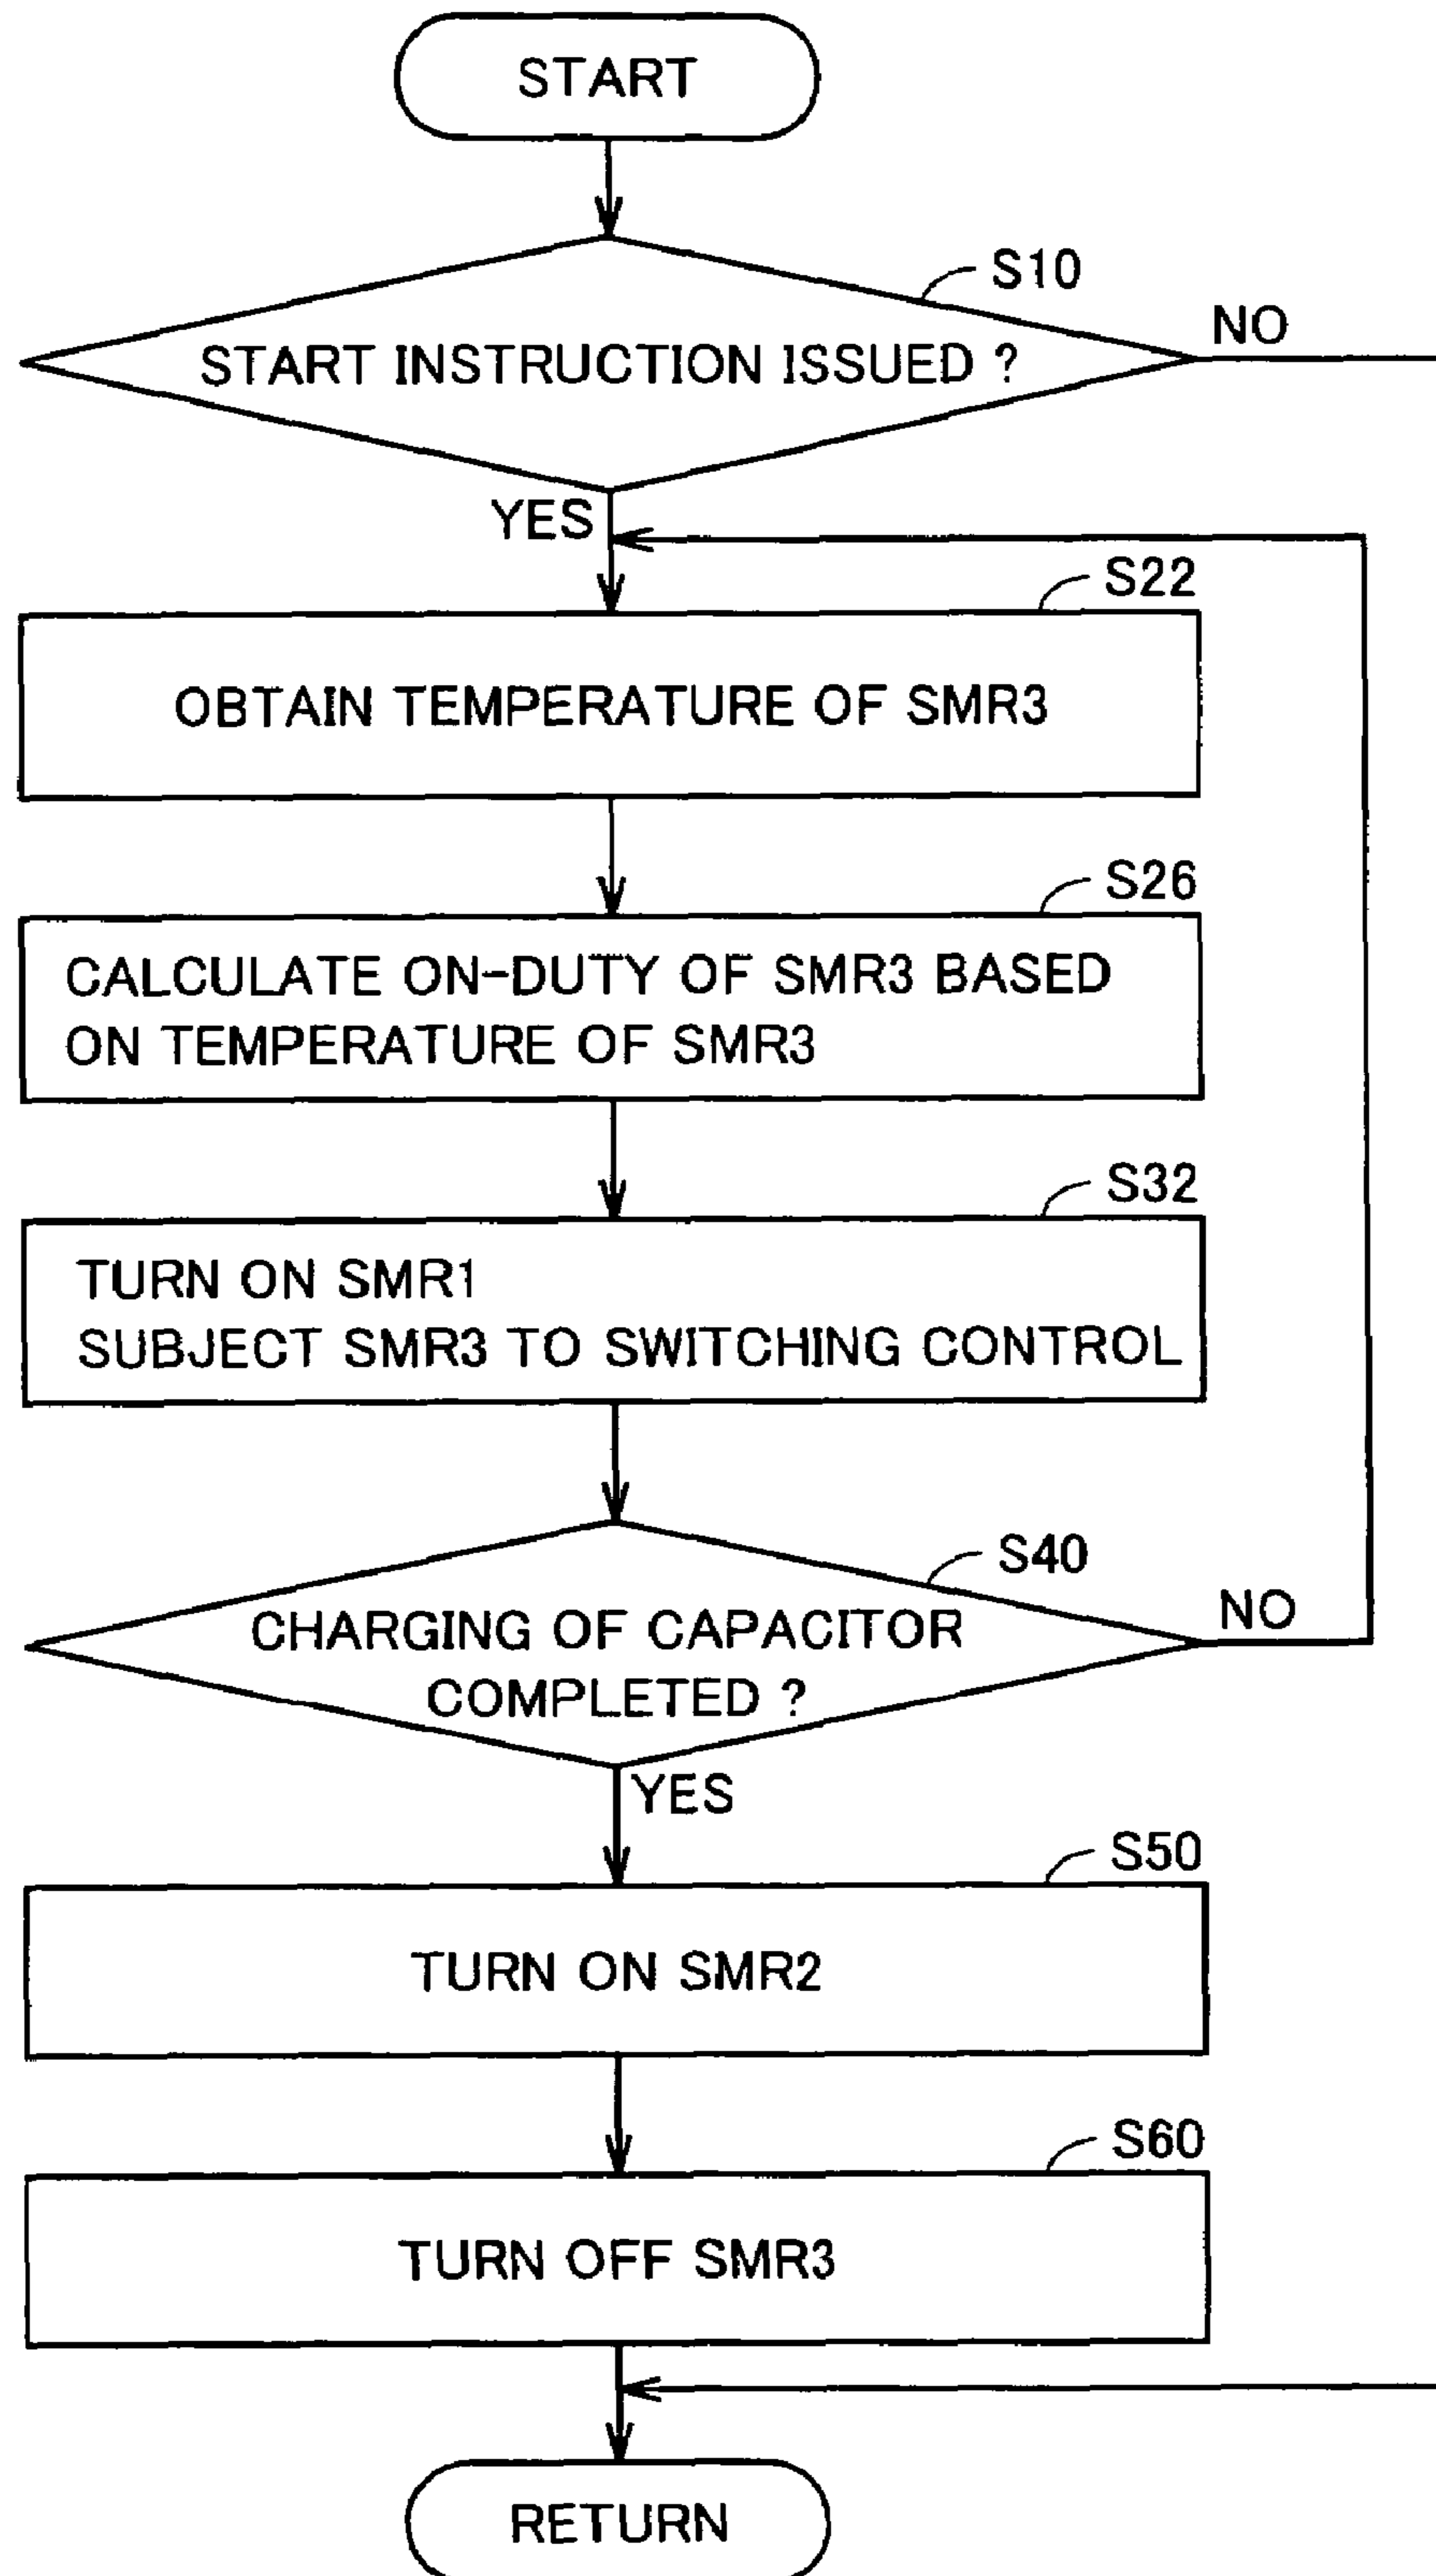 START
S10
NO
START INSTRUCTION ISSUED ?
YES
S22
OBTAIN TEMPERATURE OF SMR3
S26
CALCULATE ON-DUTY OF SMR3 BASED
ON TEMPERATURE OF SMR3
S32
TURN ON SMR1
SUBJECT SMR3 TO SWITCHING CONTROL
S40
NO
CHARGING OF CAPACITOR
COMPLETED ?
YES
S50
TURN ON SMR2
S60
TURN OFF SMR3
RETURN